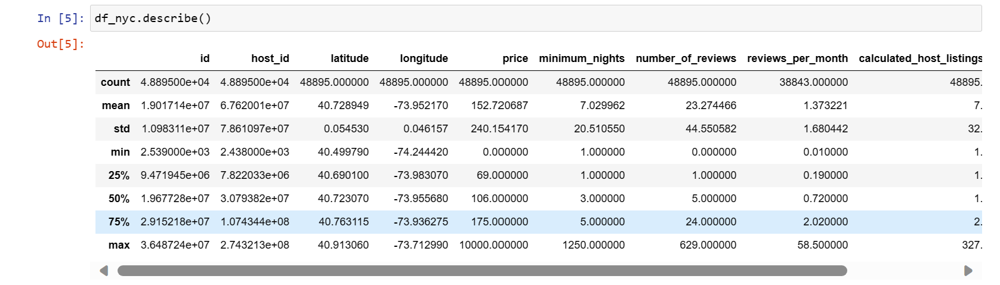 In [5]: df_nyc.describe()
Out[5]:
id host_id latitude longitude price minimum_nights number_of_reviews reviews_per_month calculated_host_listings
count 4.889500e+04 4.889500e+04 48895.000000 48895.000000 48895.000000 48895.000000 48895.000000 38843.000000 48895.
mean 1.901714e+07 6.762001e+07 40.728949 -73.952170 152.720687 7.029962 23.274466 1.373221 7.
std 1.098311e+07 7.861097e+07 0.054530 0.046157 240.154170 20.510550 44.550582 1.680442 32.
min 2.539000e+03 2.438000e+03 40.499790 -74.244420 0.000000 1.000000 0.000000 0.010000 1.
25% 9.471945e+06 7.822033e+06 40.690100 -73.983070 69.000000 1.000000 1.000000 0.190000 1.
50% 1.967728e+07 3.079382e+07 40.723070 -73.955680 106.000000 3.000000 5.000000 0.720000 1.
75% 2.915218e+07 1.074344e+08 40.763115 -73.936275 175.000000 5.000000 24.000000 2.020000 2.
max 3.648724e+07 2.743213e+08 40.913060 -73.712990 10000.000000 1250.000000 629.000000 58.500000 327.